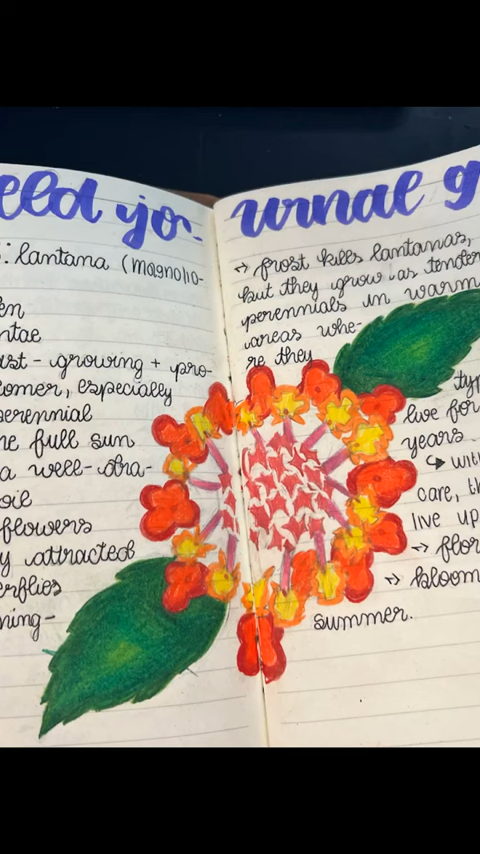 eld jo-
: lantana (magnolio-
en
ntae
ast-growing + pro-
omer, especially
perennial
he full sun
a well-dra-
oil
flowers
y attracted
erflies
ning-
urnal g
→ frost kills lantanas,
but they grow as tender
perennials in warm
areas whe-
re they
typ
live for
years
↳ with
care, th
live up
→ flor
→ bloom
summer.